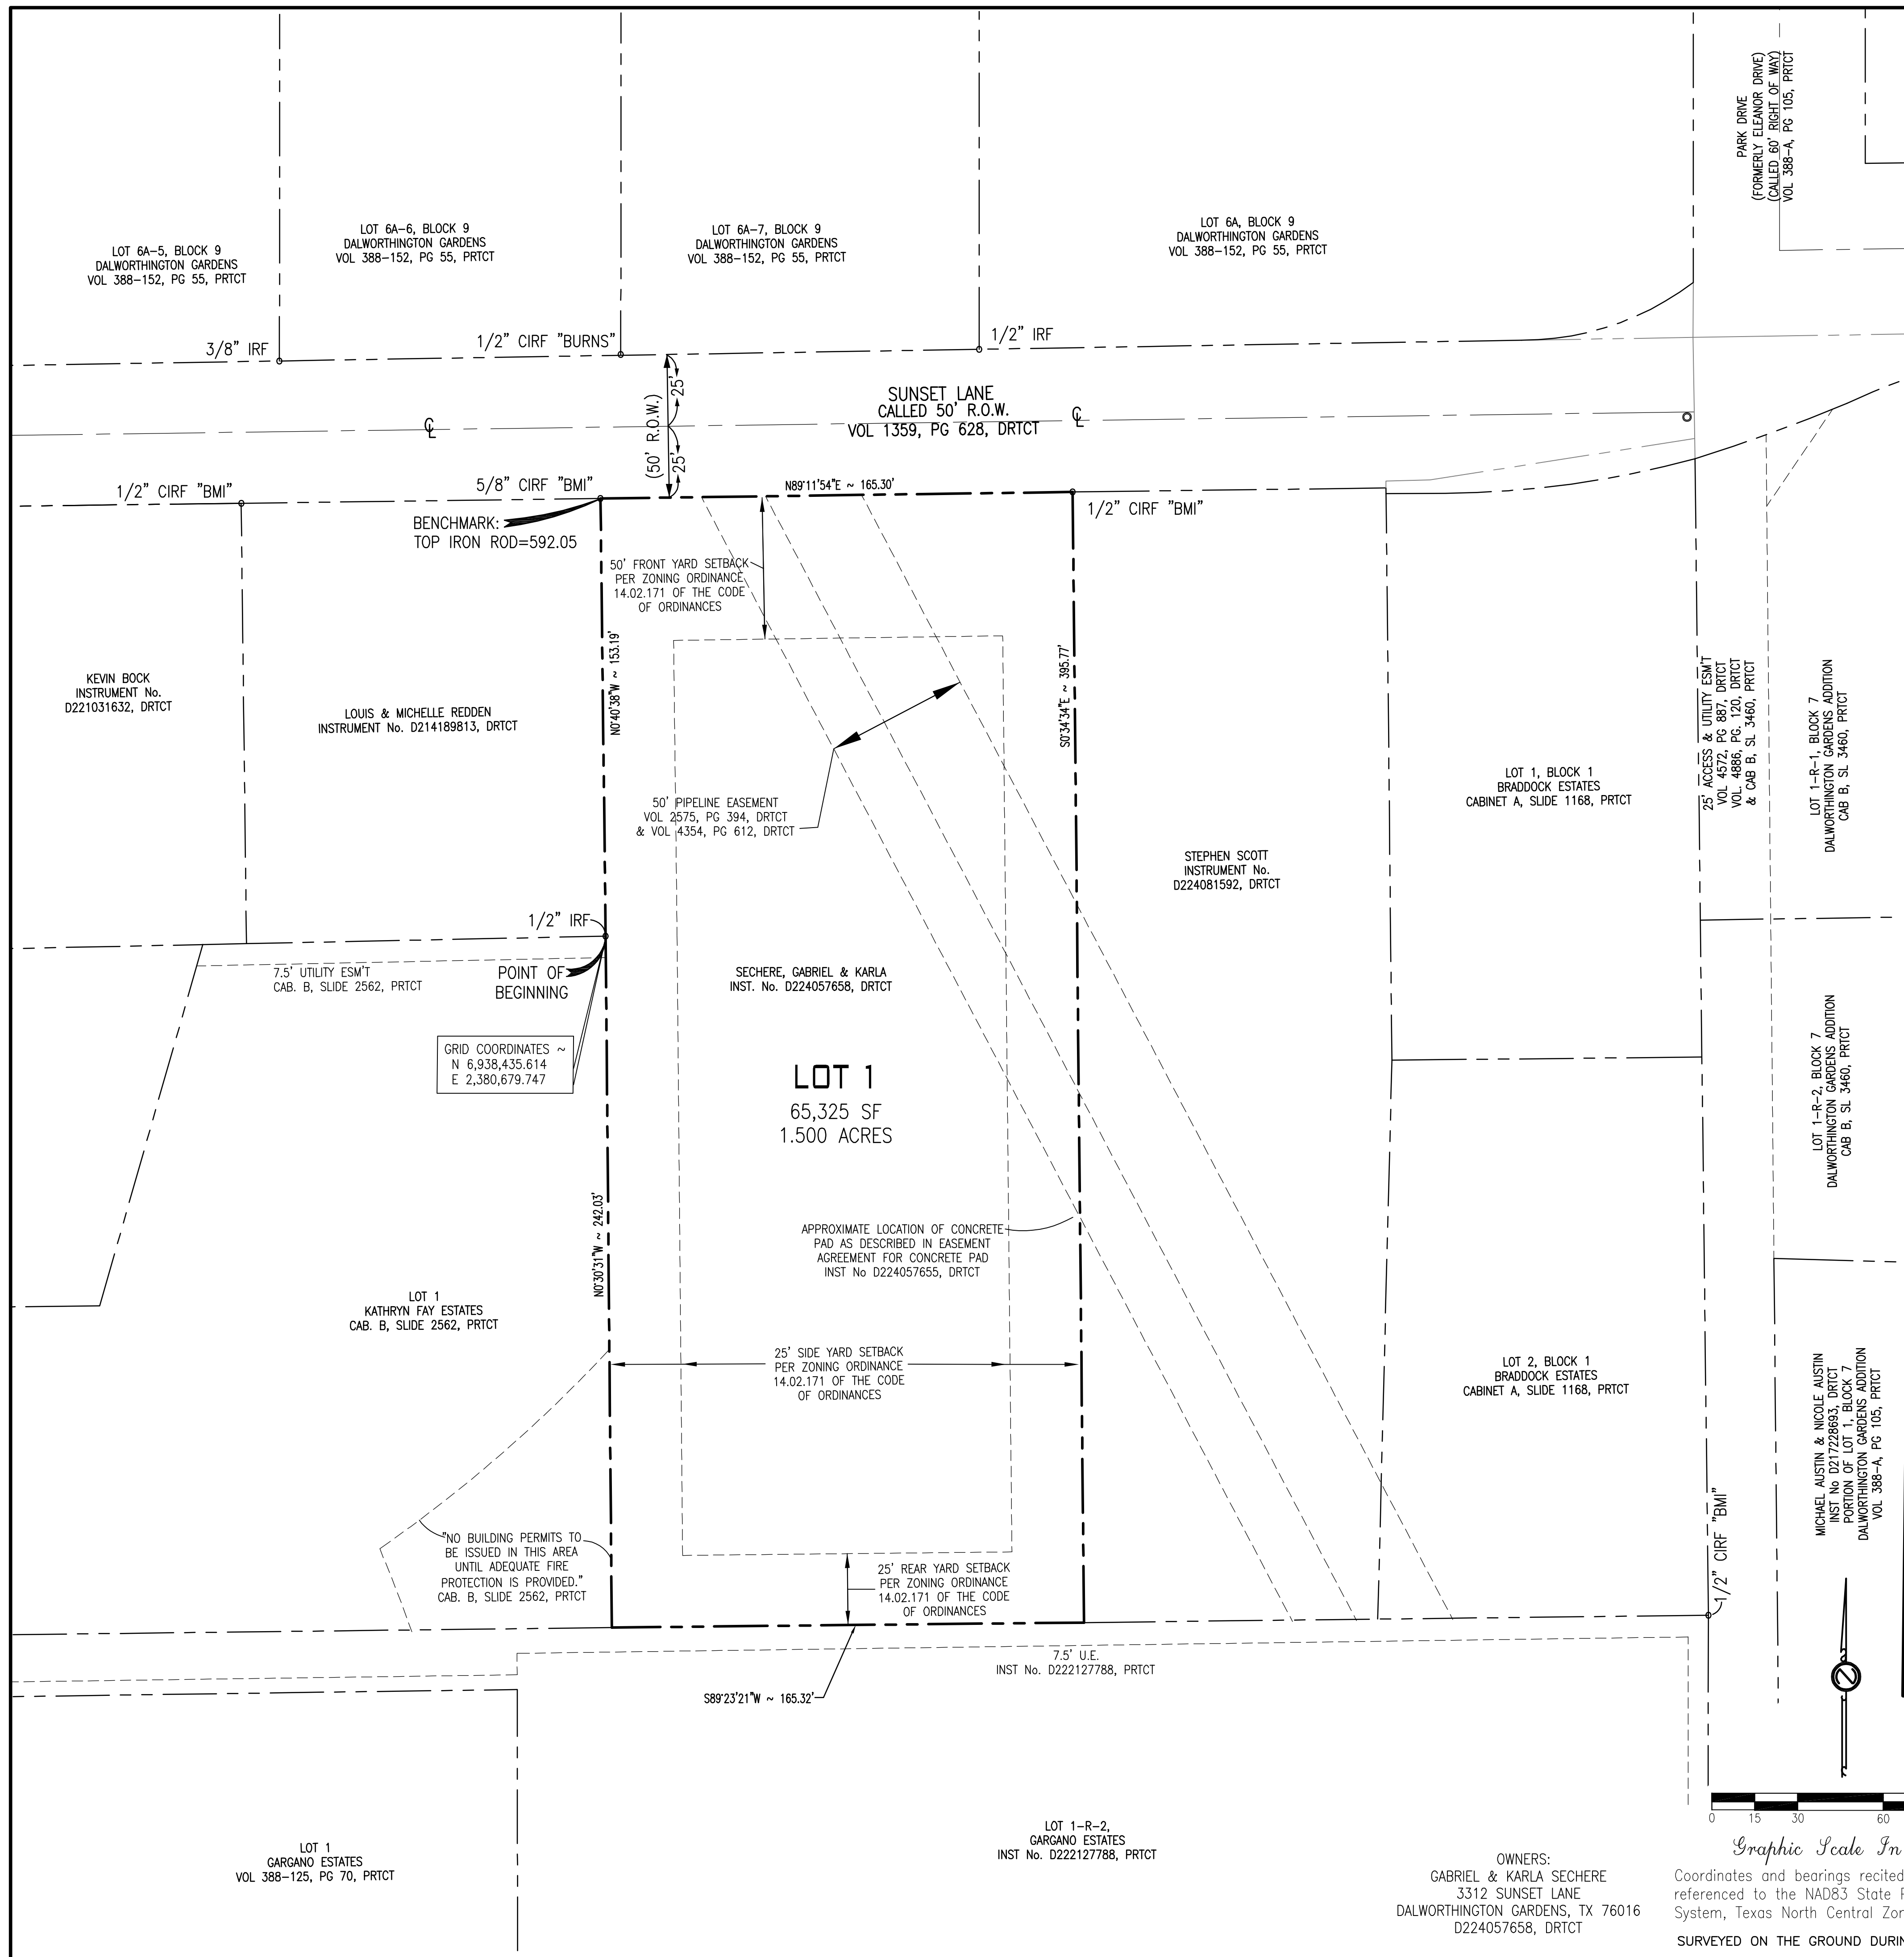 PARK DRIVE
(FORMERLY ELEANOR DRIVE)
(CALLED 60' RIGHT OF WAY)
VOL 388-A, PG 105, PRTCT
LOT 6A-5, BLOCK 9
DALWORTHINGTON GARDENS
VOL 388-152, PG 55, PRTCT
LOT 6A-6, BLOCK 9
DALWORTHINGTON GARDENS
VOL 388-152, PG 55, PRTCT
LOT 6A-7, BLOCK 9
DALWORTHINGTON GARDENS
VOL 388-152, PG 55, PRTCT
LOT 6A, BLOCK 9
DALWORTHINGTON GARDENS
VOL 388-152, PG 55, PRTCT
3/8" IRF
1/2" CIRF "BURNS"
1/2" IRF
(50' R.O.W.)
25'
25'
SUNSET LANE
CALLED 50' R.O.W.
VOL 1359, PG 628, DRTCT
℄
℄
1/2" CIRF "BMI"
5/8" CIRF "BMI"
N89°11'54"E ~ 165.30'
1/2" CIRF "BMI"
BENCHMARK:
TOP IRON ROD=592.05
50' FRONT YARD SETBACK
PER ZONING ORDINANCE
14.02.171 OF THE CODE
OF ORDINANCES
N0°40'38"W ~ 153.19'
S0°34'34"E ~ 395.77'
KEVIN BOCK
INSTRUMENT No.
D221031632, DRTCT
LOUIS & MICHELLE REDDEN
INSTRUMENT No. D214189813, DRTCT
50' PIPELINE EASEMENT
VOL 2575, PG 394, DRTCT
& VOL 4354, PG 612, DRTCT
STEPHEN SCOTT
INSTRUMENT No.
D224081592, DRTCT
LOT 1, BLOCK 1
BRADDOCK ESTATES
CABINET A, SLIDE 1168, PRTCT
25' ACCESS & UTILITY ESM'T
VOL 4572, PG 887, DRTCT
VOL. 4886, PG. 120, DRTCT
& CAB B, SL 3460, PRTCT
LOT 1-R-1, BLOCK 7
DALWORTHINGTON GARDENS ADDITION
CAB B, SL 3460, PRTCT
1/2" IRF
POINT OF
BEGINNING
7.5' UTILITY ESM'T
CAB. B, SLIDE 2562, PRTCT
GRID COORDINATES ~
N 6,938,435.614
E 2,380,679.747
SECHERE, GABRIEL & KARLA
INST. No. D224057658, DRTCT
LOT 1
65,325 SF
1.500 ACRES
LOT 1-R-2, BLOCK 7
DALWORTHINGTON GARDENS ADDITION
CAB B, SL 3460, PRTCT
N0°30'31"W ~ 242.03'
APPROXIMATE LOCATION OF CONCRETE
PAD AS DESCRIBED IN EASEMENT
AGREEMENT FOR CONCRETE PAD
INST No D224057655, DRTCT
LOT 1
KATHRYN FAY ESTATES
CAB. B, SLIDE 2562, PRTCT
25' SIDE YARD SETBACK
PER ZONING ORDINANCE
14.02.171 OF THE CODE
OF ORDINANCES
LOT 2, BLOCK 1
BRADDOCK ESTATES
CABINET A, SLIDE 1168, PRTCT
MICHAEL AUSTIN & NICOLE AUSTIN
INST No D217228693, DRTCT
PORTION OF LOT 1, BLOCK 7
DALWORTHINGTON GARDENS ADDITION
VOL 388-A, PG 105, PRTCT
"NO BUILDING PERMITS TO
BE ISSUED IN THIS AREA
UNTIL ADEQUATE FIRE
PROTECTION IS PROVIDED."
CAB. B, SLIDE 2562, PRTCT
25' REAR YARD SETBACK
PER ZONING ORDINANCE
14.02.171 OF THE CODE
OF ORDINANCES
1/2" CIRF "BMI"
7.5' U.E.
INST No. D222127788, PRTCT
S89°23'21"W ~ 165.32'
LOT 1
GARGANO ESTATES
VOL 388-125, PG 70, PRTCT
LOT 1-R-2,
GARGANO ESTATES
INST No. D222127788, PRTCT
OWNERS:
GABRIEL & KARLA SECHERE
3312 SUNSET LANE
DALWORTHINGTON GARDENS, TX 76016
D224057658, DRTCT
Z
0 15 30 60
Graphic Scale In
Coordinates and bearings recited
referenced to the NAD83 State
System, Texas North Central
SURVEYED ON THE GROUND